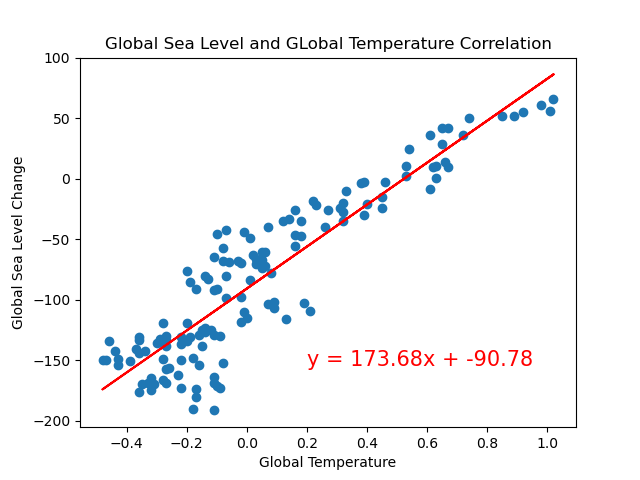 Global Sea Level and GLobal Temperature Correlation
100
50
0
−50
−100
−150
−200
Global Sea Level Change
y = 173.68x + -90.78
−0.4 −0.2 0.0 0.2 0.4 0.6 0.8 1.0
Global Temperature